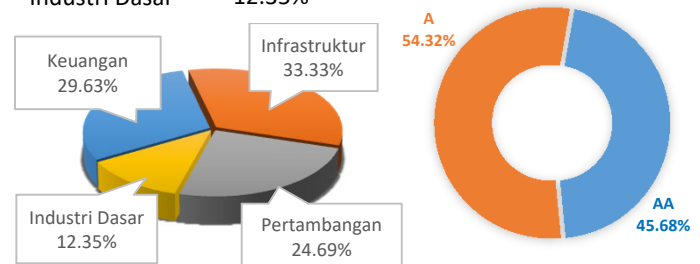 Industri Dasar 12.35%
Keuangan
29.63%
Infrastruktur
33.33%
Industri Dasar
12.35%
Pertambangan
24.69%
A
54.32%
AA
45.68%